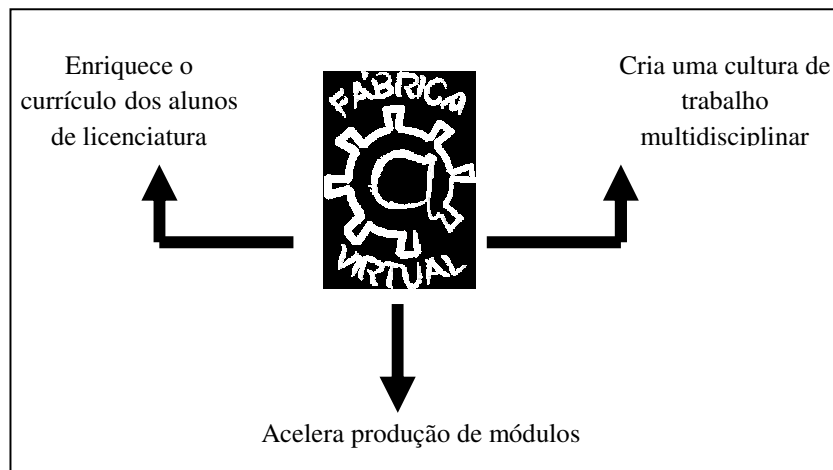 Enriquece o
currículo dos alunos
de licenciatura
FÁBRICA
VIRTUAL
Cria uma cultura de
trabalho
multidisciplinar
Acelera produção de módulos